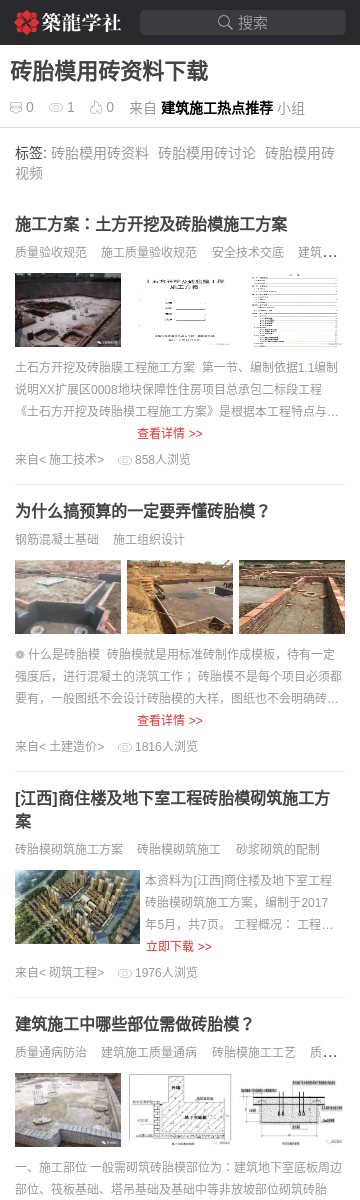 築龍学社
搜索
砖胎模用砖资料下载
0 1 0 来自 建筑施工热点推荐 小组
标签: 砖胎模用砖资料 砖胎模用砖讨论 砖胎模用砖
视频
施工方案：土方开挖及砖胎模施工方案
质量验收规范 施工质量验收规范 安全技术交底 建筑…
土石方开挖及砖胎膜工程施工方案 第一节、编制依据1.1编制
说明XX扩展区0008地块保障性住房项目总承包二标段工程
《土石方开挖及砖胎模工程施工方案》是根据本工程特点与…
查看详情 >>
来自< 施工技术> 858人浏览
为什么搞预算的一定要弄懂砖胎模？
钢筋混凝土基础 施工组织设计
❁ 什么是砖胎模 砖胎模就是用标准砖制作成模板，待有一定
强度后，进行混凝土的浇筑工作； 砖胎模不是每个项目必须都
要有，一般图纸不会设计砖胎模的大样，图纸也不会明确砖…
查看详情 >>
来自< 土建造价> 1816人浏览
[江西]商住楼及地下室工程砖胎模砌筑施工方
案
砖胎模砌筑施工方案 砖胎模砌筑施工 砂浆砌筑的配制
本资料为[江西]商住楼及地下室工程
砖胎模砌筑施工方案，编制于2017
年5月，共7页。 工程概况： 工程…
立即下载 >>
来自< 砌筑工程> 1976人浏览
建筑施工中哪些部位需做砖胎模？
质量通病防治 建筑施工质量通病 砖胎模施工工艺 质…
一、施工部位 一般需砌筑砖胎模部位为：建筑地下室底板周边
部位、筏板基础、塔吊基础及基础中等非放坡部位砌筑砖胎